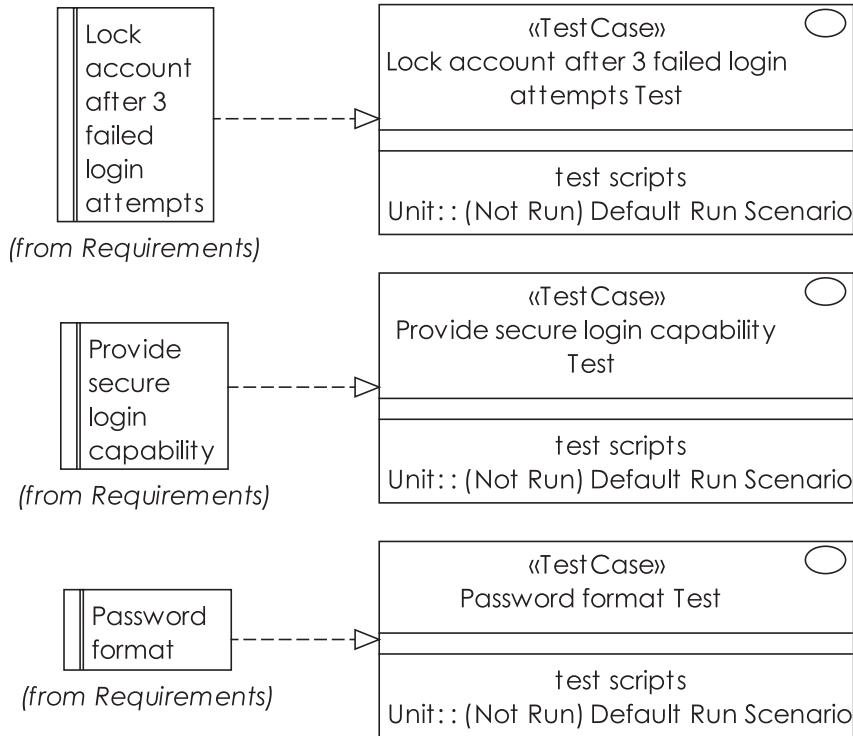 Lock
account
after 3
failed
login
attempts
(from Requirements)
«TestCase»
Lock account after 3 failed login
attempts Test
test scripts
Unit: : (Not Run) Default Run Scenario
Provide
secure
login
capability
(from Requirements)
«TestCase»
Provide secure login capability
Test
test scripts
Unit: : (Not Run) Default Run Scenario
Password
format
(from Requirements)
«TestCase»
Password format Test
test scripts
Unit: : (Not Run) Default Run Scenario